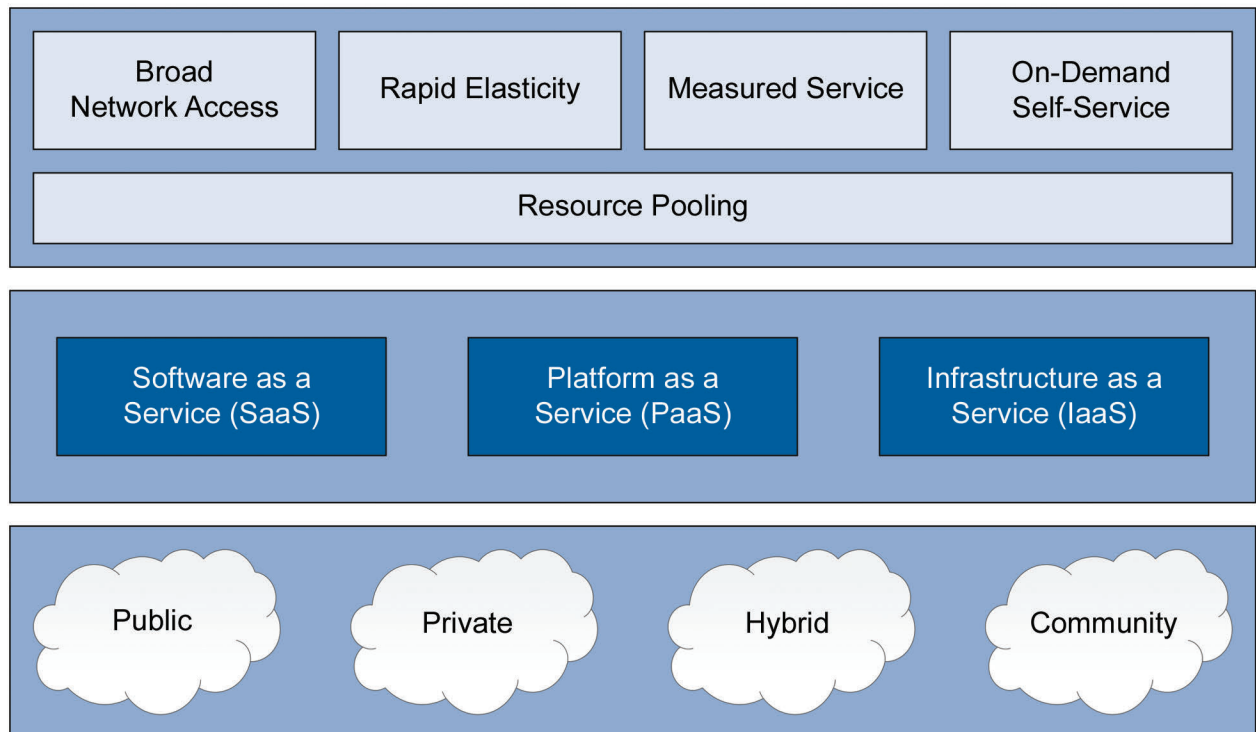 Broad
Network Access
Rapid Elasticity
Measured Service
On-Demand
Self-Service
Resource Pooling
Software as a
Service (SaaS)
Platform as a
Service (PaaS)
Infrastructure as a
Service (IaaS)
Public
Private
Hybrid
Community